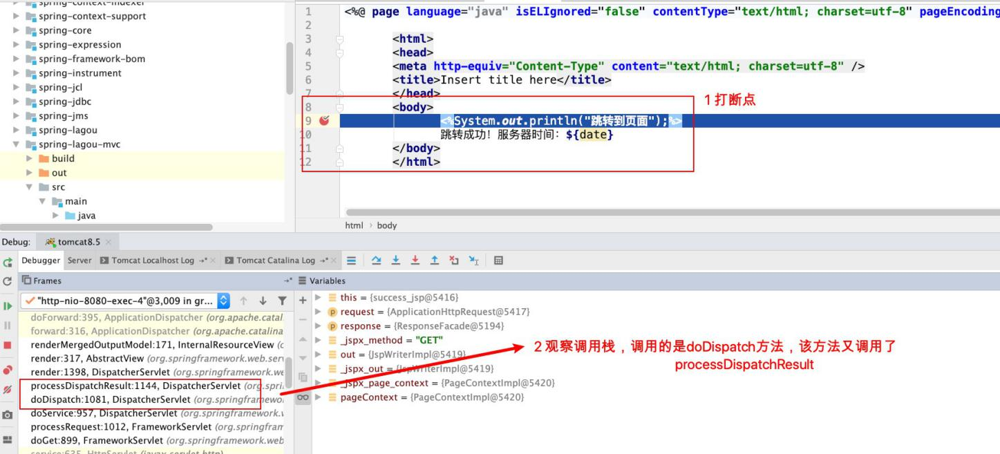 spring-context-indexer
spring-context-support
spring-core
spring-expression
spring-framework-bom
spring-instrument
spring-jcl
spring-jdbc
spring-jms
spring-lagou
spring-lagou-mvc
build
out
src
main
java
1 <%@ page language="java" isELIgnored="false" contentType="text/html; charset=utf-8" pageEncoding
2
3 <html>
4 <head>
5 <meta http-equiv="Content-Type" content="text/html; charset=utf-8" />
6 <title>Insert title here</title>
7 </head>
8 <body>
9 <%System.out.println("跳转到页面");%>
10 跳转成功！服务器时间：${date}
11 </body>
12 </html>
1 打断点
html › body
Debug: tomcat8.5
Debugger Server Tomcat Localhost Log Tomcat Catalina Log
Frames
"http-nio-8080-exec-4"@3,009 in gr...
doForward:395, ApplicationDispatcher (org.apache.catal
forward:316, ApplicationDispatcher (org.apache.catalina
renderMergedOutputModel:171, InternalResourceView (o
render:317, AbstractView (org.springframework.web.serv
render:1398, DispatcherServlet (org.springframework.we
processDispatchResult:1144, DispatcherServlet (org.spri
doDispatch:1081, DispatcherServlet (org.springframewo
doService:957, DispatcherServlet (org.springframework.w
processRequest:1012, FrameworkServlet (org.springfram
doGet:899, FrameworkServlet (org.springframework.web
service:635, HttpServlet (javax.servlet.http)
Variables
this = {success_jsp@5416}
request = {ApplicationHttpRequest@5417}
response = {ResponseFacade@5194}
_jspx_method = "GET"
out = {JspWriterImpl@5419}
_jspx_out = {JspWriterImpl@5419}
_jspx_page_context = {PageContextImpl@5420}
pageContext = {PageContextImpl@5420}
2 观察调用栈，调用的是doDispatch方法，该方法又调用了
processDispatchResult